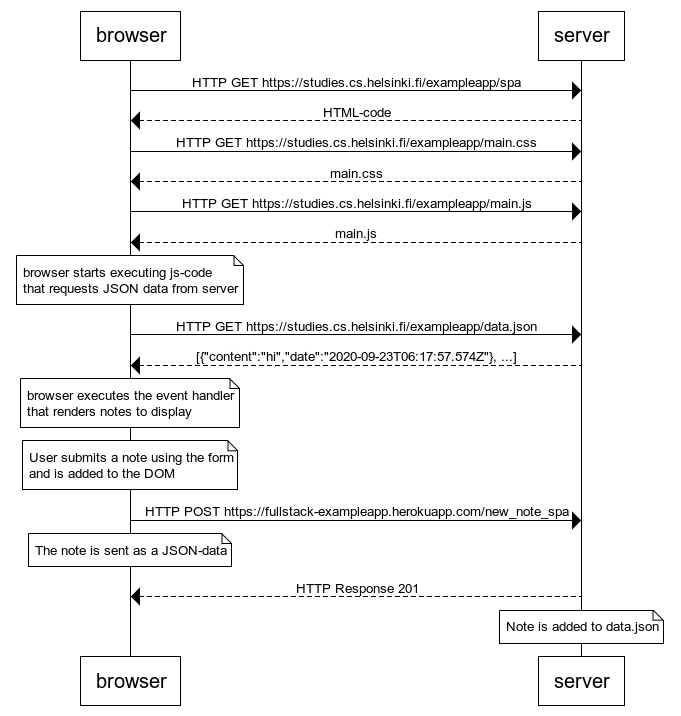 browser
server
HTTP GET https://studies.cs.helsinki.fi/exampleapp/spa
HTML-code
HTTP GET https://studies.cs.helsinki.fi/exampleapp/main.css
main.css
HTTP GET https://studies.cs.helsinki.fi/exampleapp/main.js
main.js
browser starts executing js-code
that requests JSON data from server
HTTP GET https://studies.cs.helsinki.fi/exampleapp/data.json
[{"content":"hi","date":"2020-09-23T06:17:57.574Z"}, ...]
browser executes the event handler
that renders notes to display
User submits a note using the form
and is added to the DOM
HTTP POST https://fullstack-exampleapp.herokuapp.com/new_note_spa
The note is sent as a JSON-data
HTTP Response 201
Note is added to data.json
browser
server